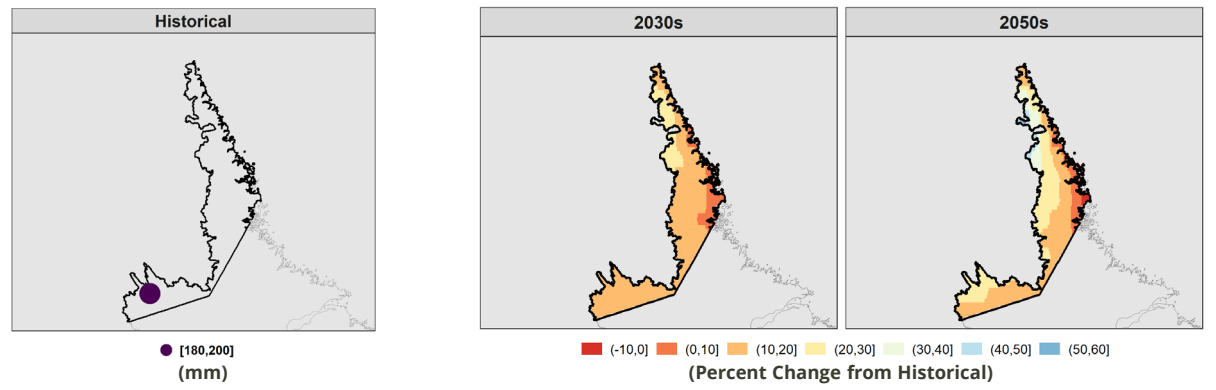 Historical
2030s
2050s
[180,200]
(mm)
(-10,0] (0,10] (10,20] (20,30] (30,40] (40,50] (50,60]
(Percent Change from Historical)